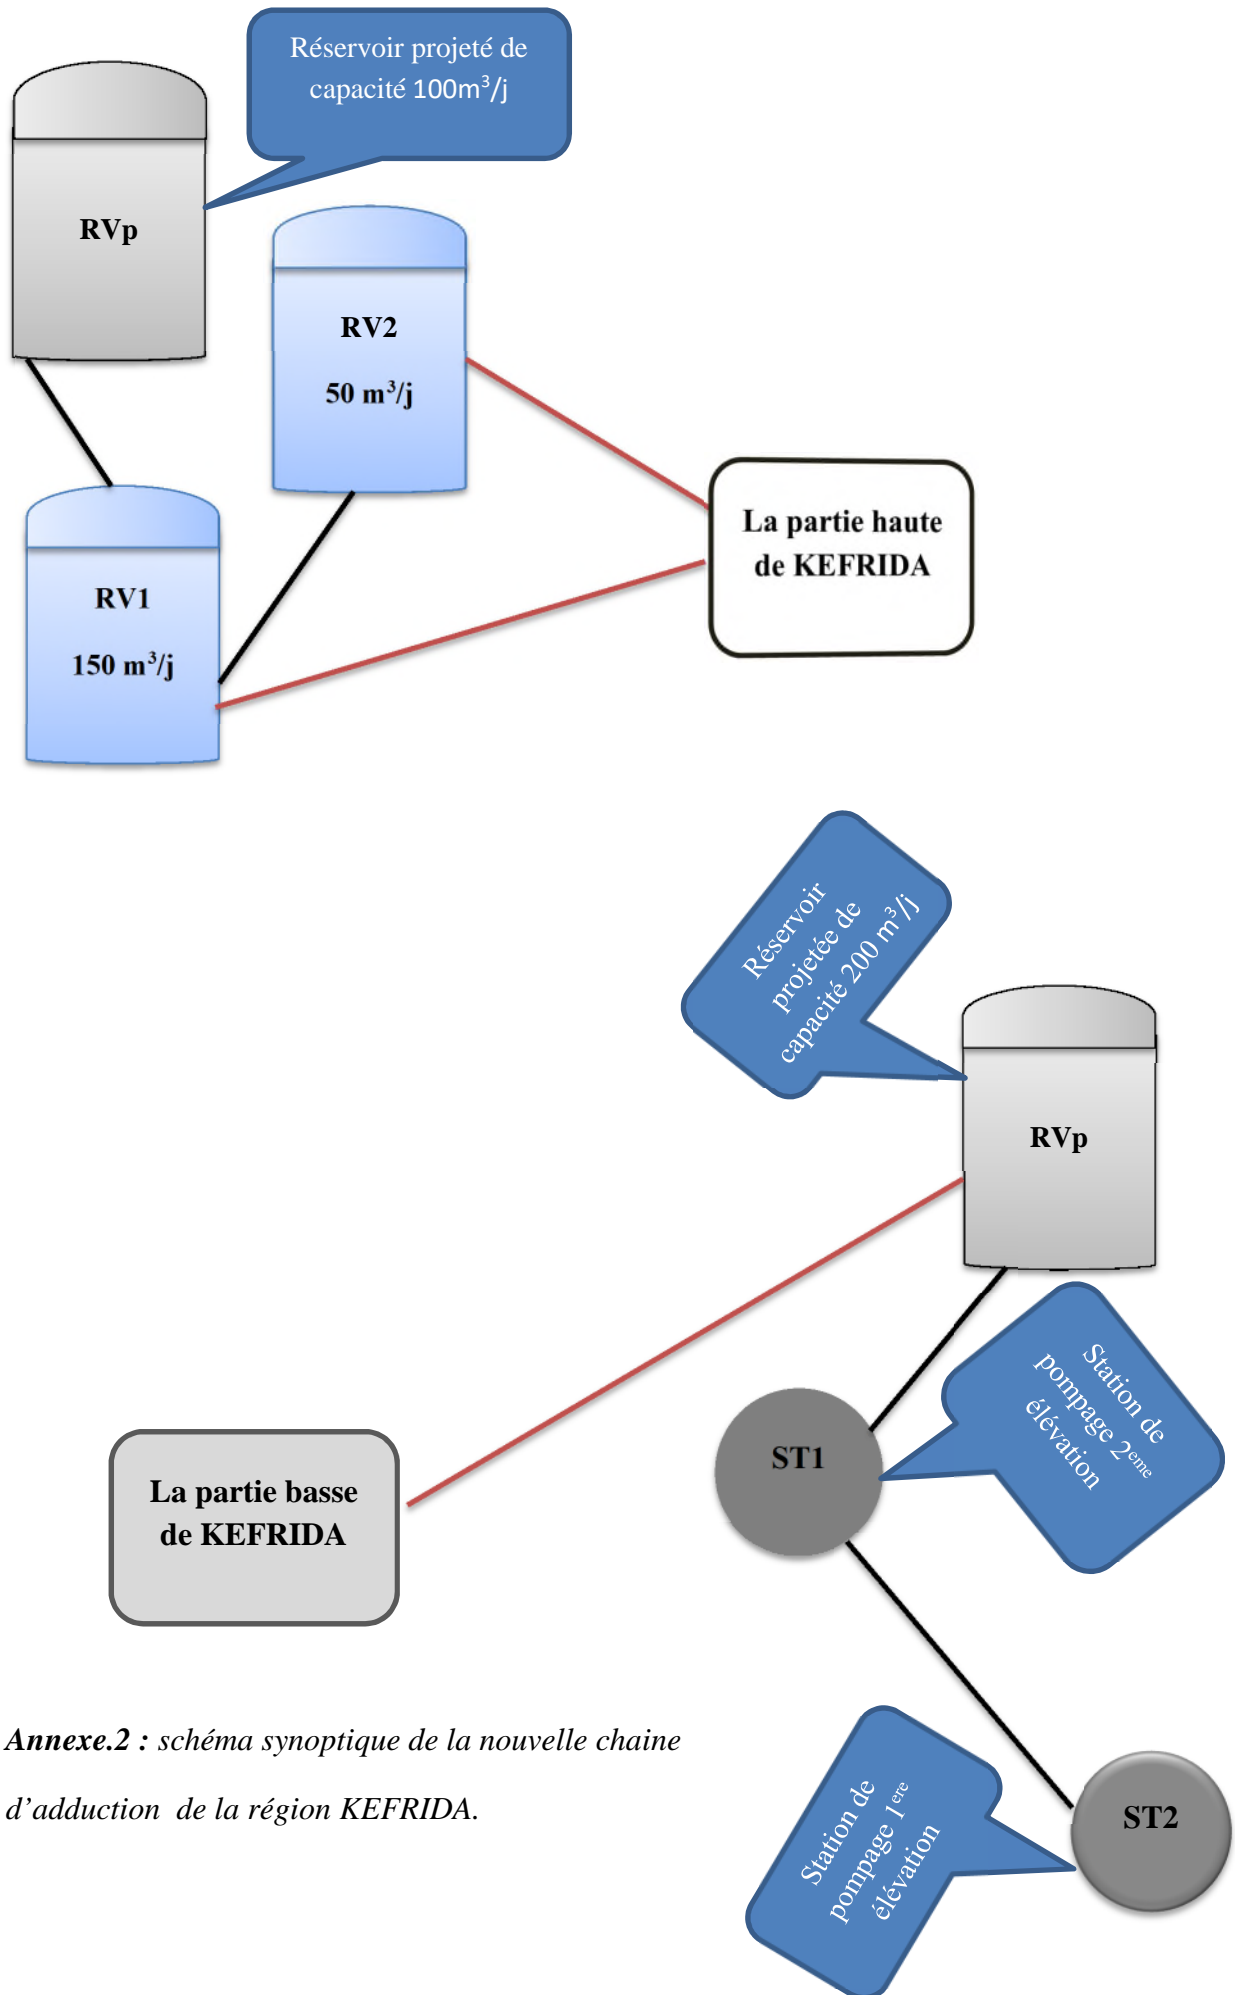 Réservoir projeté de
capacité 100m³/j
RVp
RV2
50 m³/j
La partie haute
de KEFRIDA
RV1
150 m³/j
Réservoir
projetée de
capacité 200 m³/j
RVp
Station de
pompage 2eme
élévation
ST1
La partie basse
de KEFRIDA
Annexe.2 : schéma synoptique de la nouvelle chaine
d’adduction de la région KEFRIDA.
Station de
pompage 1ere
élévation
ST2